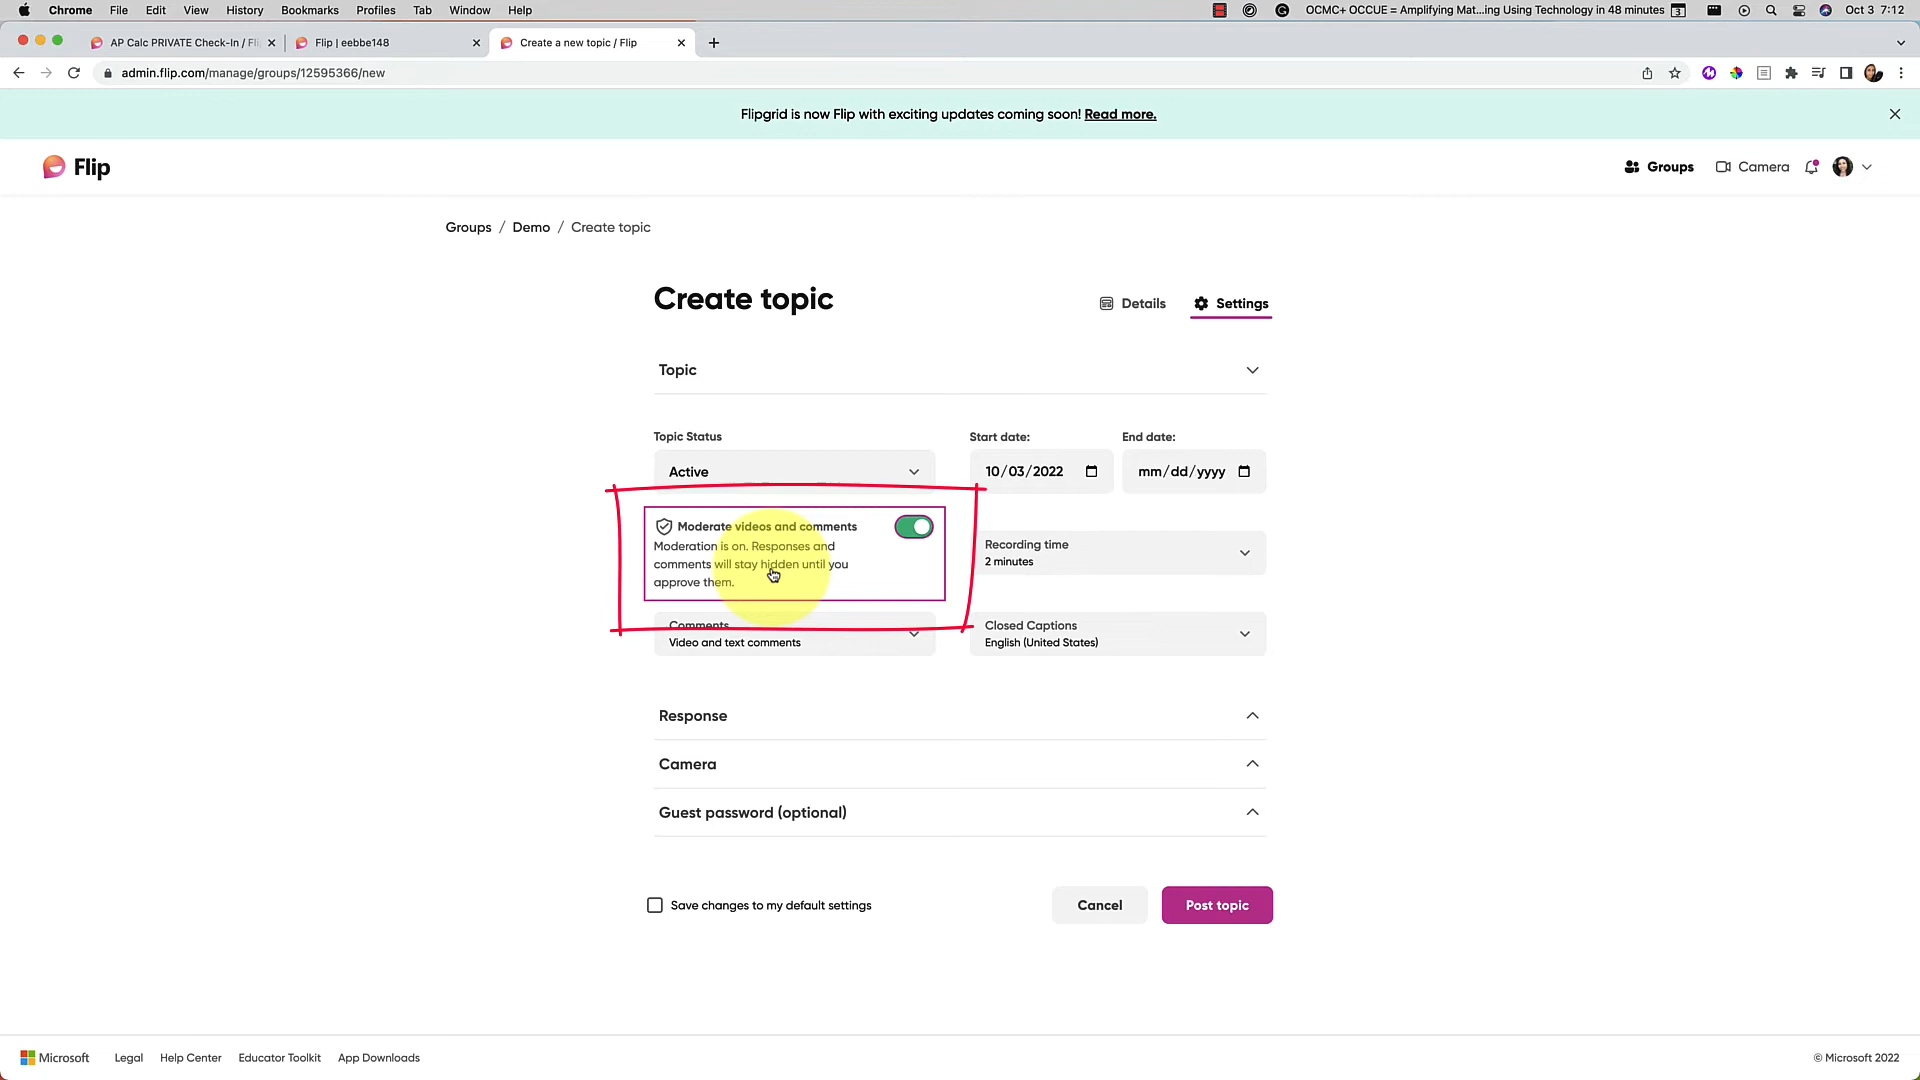 Chrome File Edit View History Bookmarks Profiles Tab Window Help
OCMC+ OCCUE = Amplifying Mat...ing Using Technology in 48 minutes 3 Oct 3 7:12
AP Calc PRIVATE Check-In / Fli
Flip | eebbe148
Create a new topic / Flip
admin.flip.com/manage/groups/12595366/new
Flipgrid is now Flip with exciting updates coming soon! Read more.
Flip
Groups
Camera
Groups / Demo / Create topic
Create topic
Details
Settings
Topic
Topic Status
Start date:
End date:
Active
10/03/2022
mm/dd/yyyy
Moderate videos and comments
Moderation is on. Responses and
comments will stay hidden until you
approve them.
Recording time
2 minutes
Comments
Video and text comments
Closed Captions
English (United States)
Response
Camera
Guest password (optional)
Save changes to my default settings
Cancel
Post topic
Microsoft
Legal
Help Center
Educator Toolkit
App Downloads
© Microsoft 2022